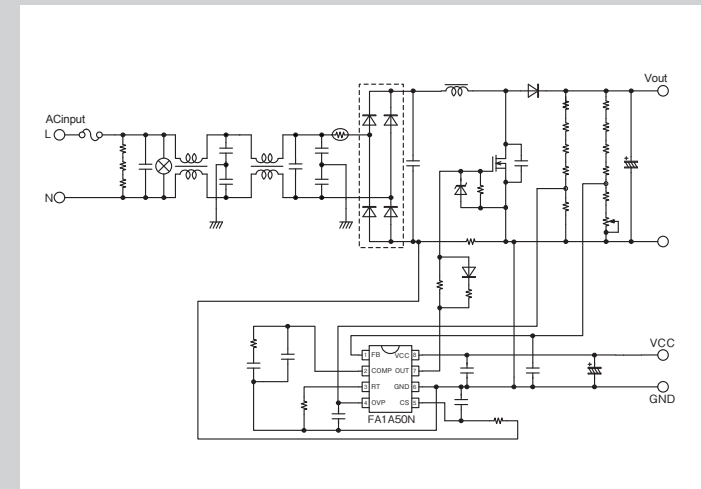 Vout
ACinput
L
N
VCC
GND
1 FB VCC 8
2 COMP OUT 7
3 RT GND 6
4 OVP CS 5
FA1A50N
+
+